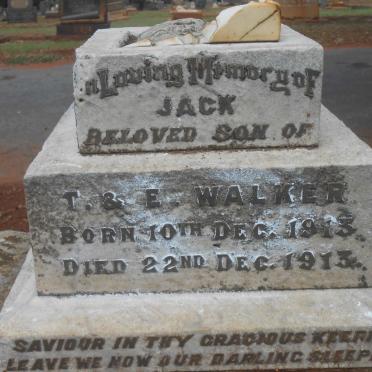 In Loving Memory of
JACK
BELOVED SON OF
T. & E. WALKER
BORN 10TH DEC. 1913
DIED 22ND DEC. 1913.
SAVIOUR IN THY GRACIOUS KEEPI
LEAVE WE NOW OUR DARLING SLEEP